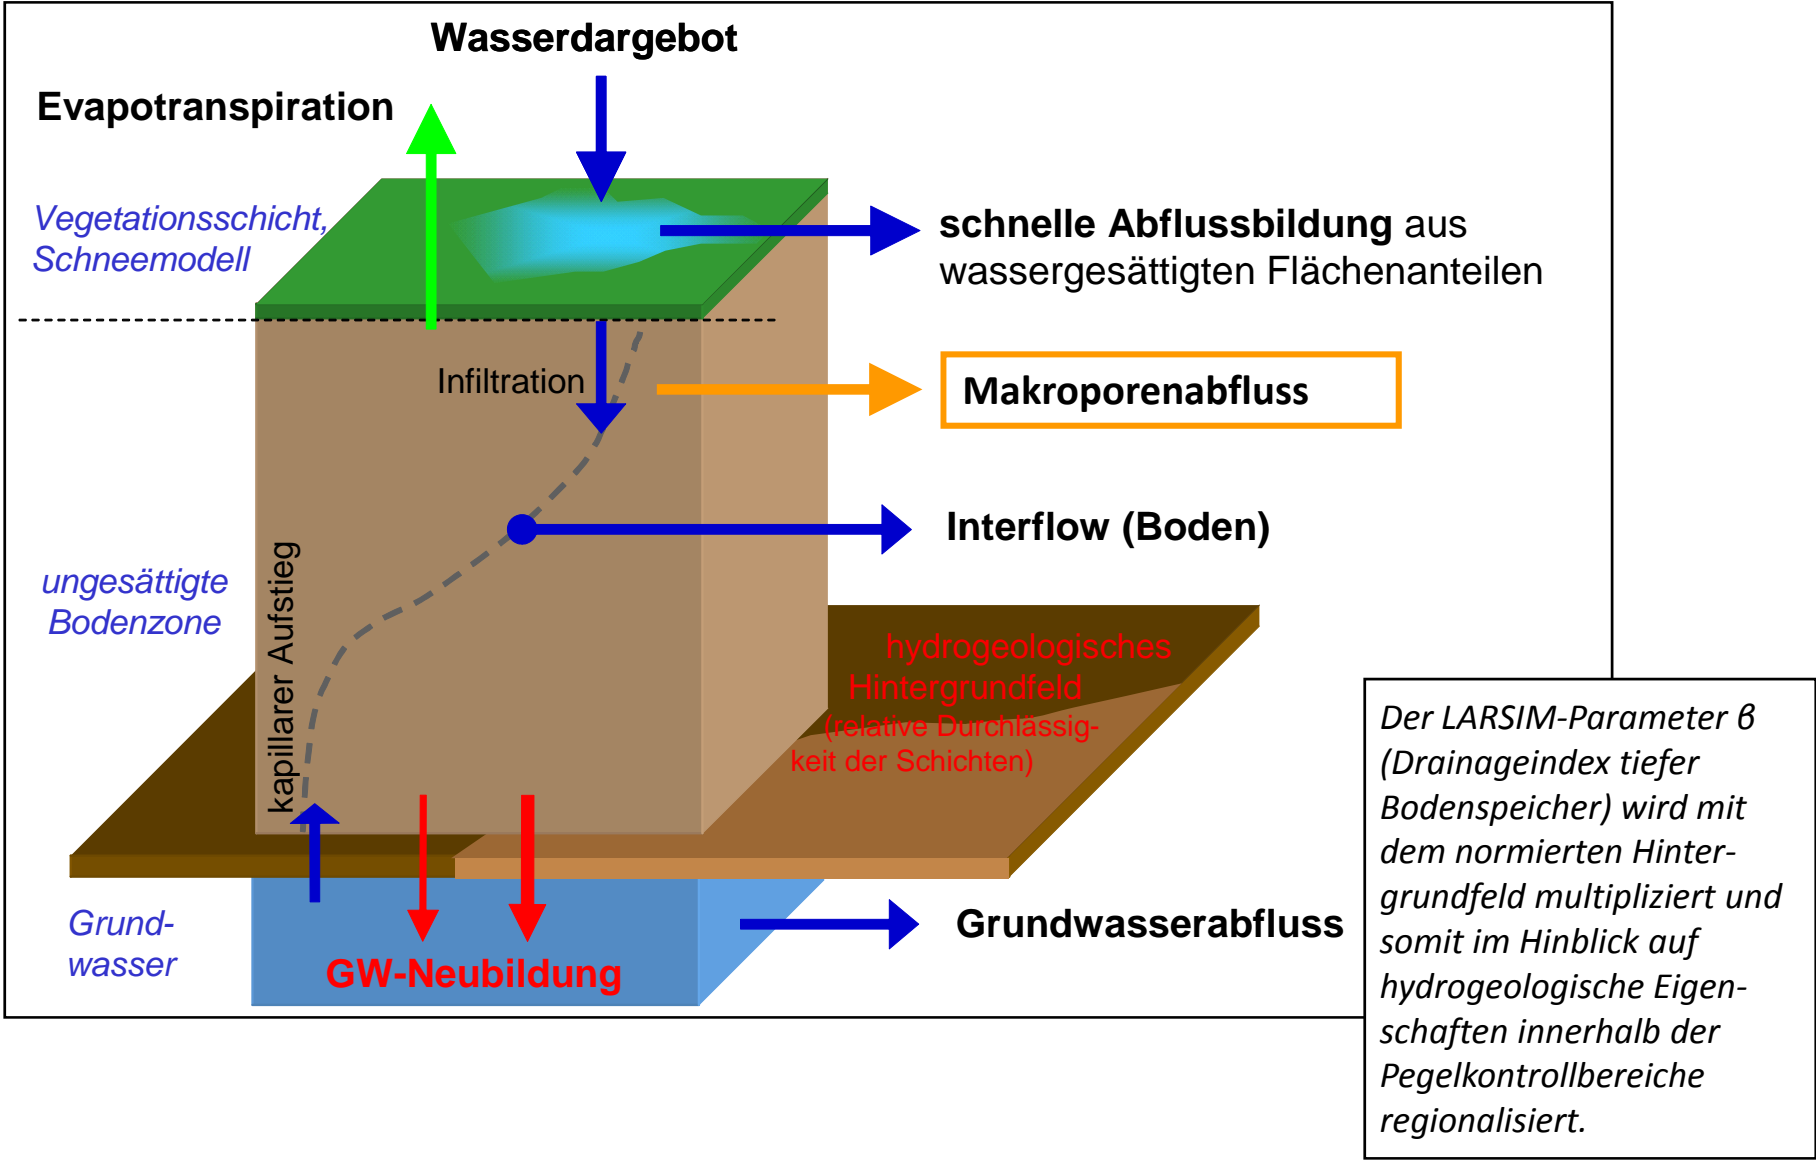 Wasserdargebot
Evapotranspiration
Vegetationsschicht,
Schneemodell
schnelle Abflussbildung aus
wassergesättigten Flächenanteilen
Infiltration
Makroporenabfluss
Interflow (Boden)
ungesättigte
Bodenzone
kapillarer Aufstieg
hydrogeologisches
Hintergrundfeld
(relative Durchlässig-
keit der Schichten)
Grund-
wasser
GW-Neubildung
Grundwasserabfluss
Der LARSIM-Parameter β
(Drainageindex tiefer
Bodenspeicher) wird mit
dem normierten Hinter-
grundfeld multipliziert und
somit im Hinblick auf
hydrogeologische Eigen-
schaften innerhalb der
Pegelkontrollbereiche
regionalisiert.